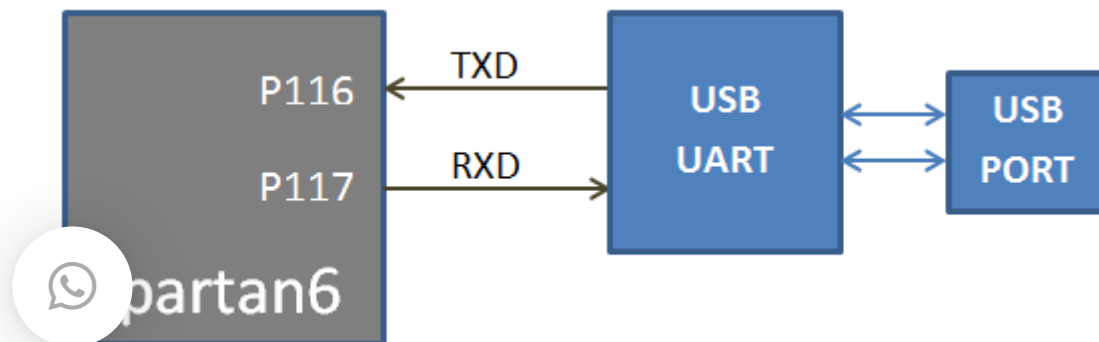 P116
TXD
USB
UART
USB
PORT
P117
RXD
partan6